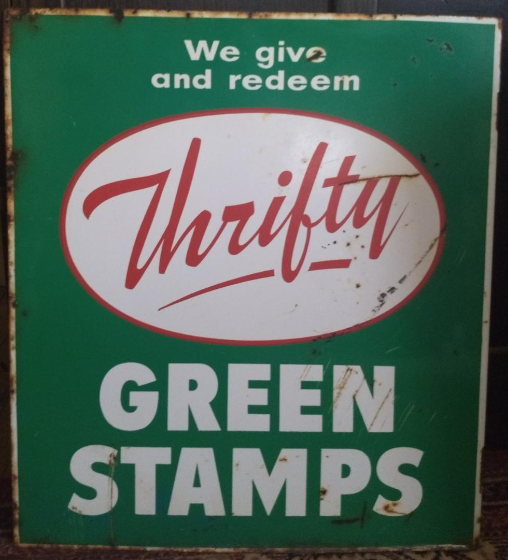 We give
and redeem
Thrifty
GREEN
STAMPS